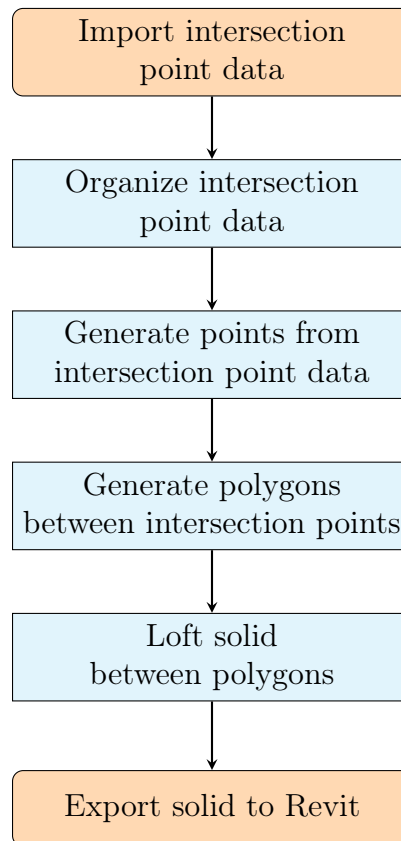 Import intersection
point data
Organize intersection
point data
Generate points from
intersection point data
Generate polygons
between intersection points
Loft solid
between polygons
Export solid to Revit